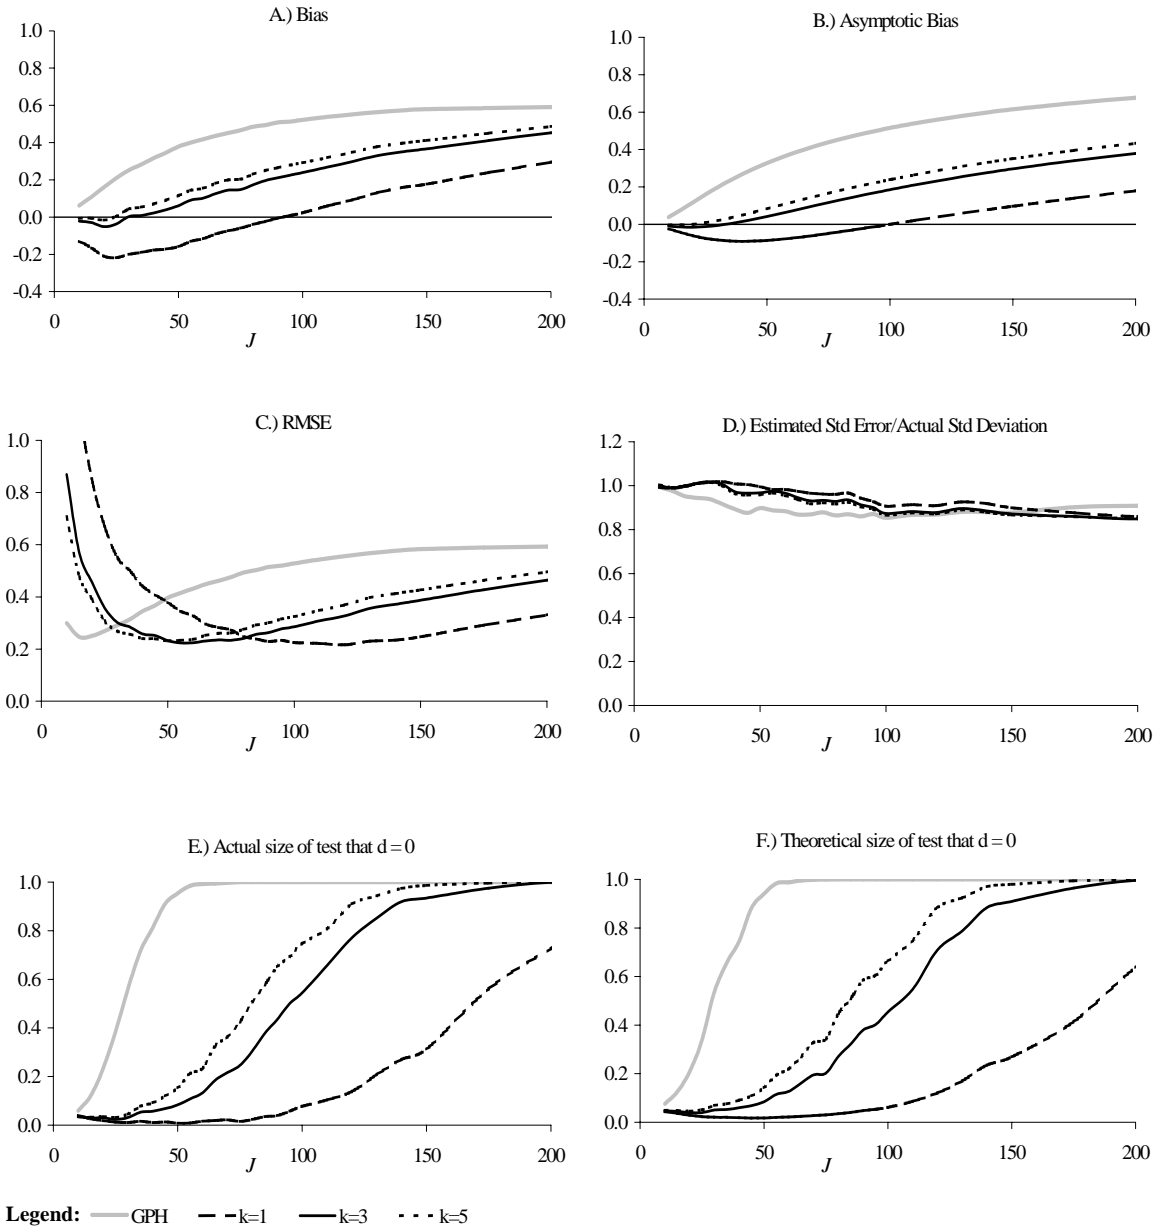 A.) Bias
1.0
0.8
0.6
0.4
0.2
0.0
-0.2
-0.4
0 50 100 150 200
J
B.) Asymptotic Bias
1.0
0.8
0.6
0.4
0.2
0.0
-0.2
-0.4
0 50 100 150 200
J
C.) RMSE
1.0
0.8
0.6
0.4
0.2
0.0
0 50 100 150 200
J
D.) Estimated Std Error/Actual Std Deviation
1.2
1.0
0.8
0.6
0.4
0.2
0.0
0 50 100 150 200
J
E.) Actual size of test that d = 0
1.0
0.8
0.6
0.4
0.2
0.0
0 50 100 150 200
J
F.) Theoretical size of test that d = 0
1.0
0.8
0.6
0.4
0.2
0.0
0 50 100 150 200
J
Legend: GPH k=1 k=3 k=5